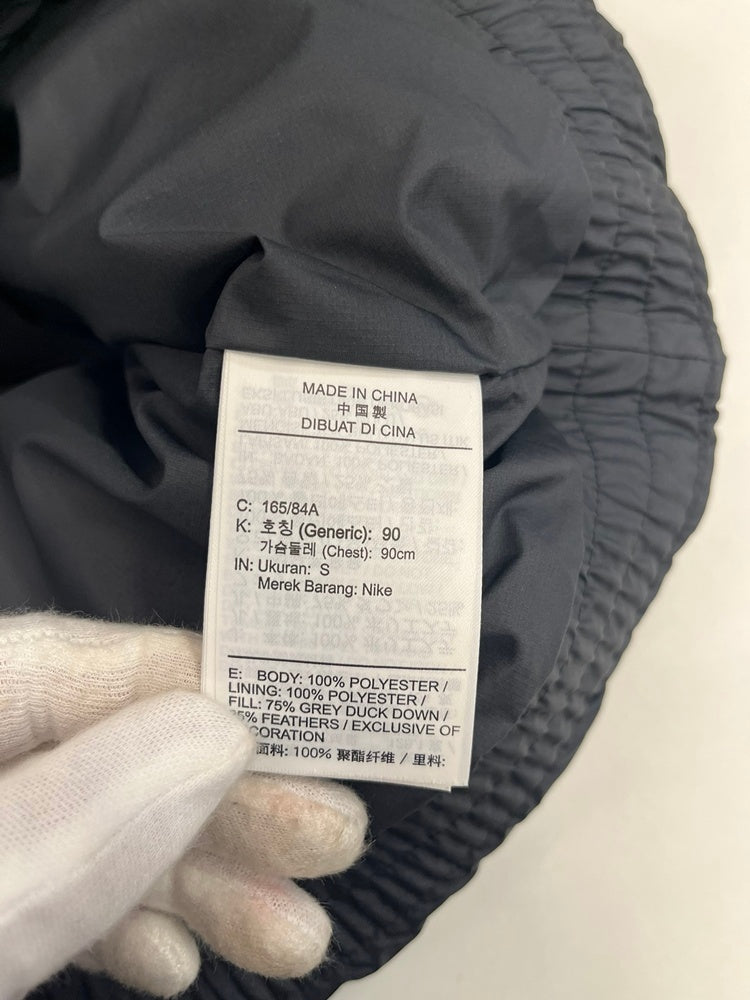 MADE IN CHINA
中国製
DIBUAT DI CINA
C: 165/84A
K: 호칭 (Generic): 90
가슴둘레 (Chest): 90cm
IN: Ukuran: S
Merek Barang: Nike
E: BODY: 100% POLYESTER /
LINING: 100% POLYESTER /
FILL: 75% GREY DUCK DOWN /
FEATHERS / EXCLUSIVE OF
面料: 100% 聚酯纤维 / 里料: